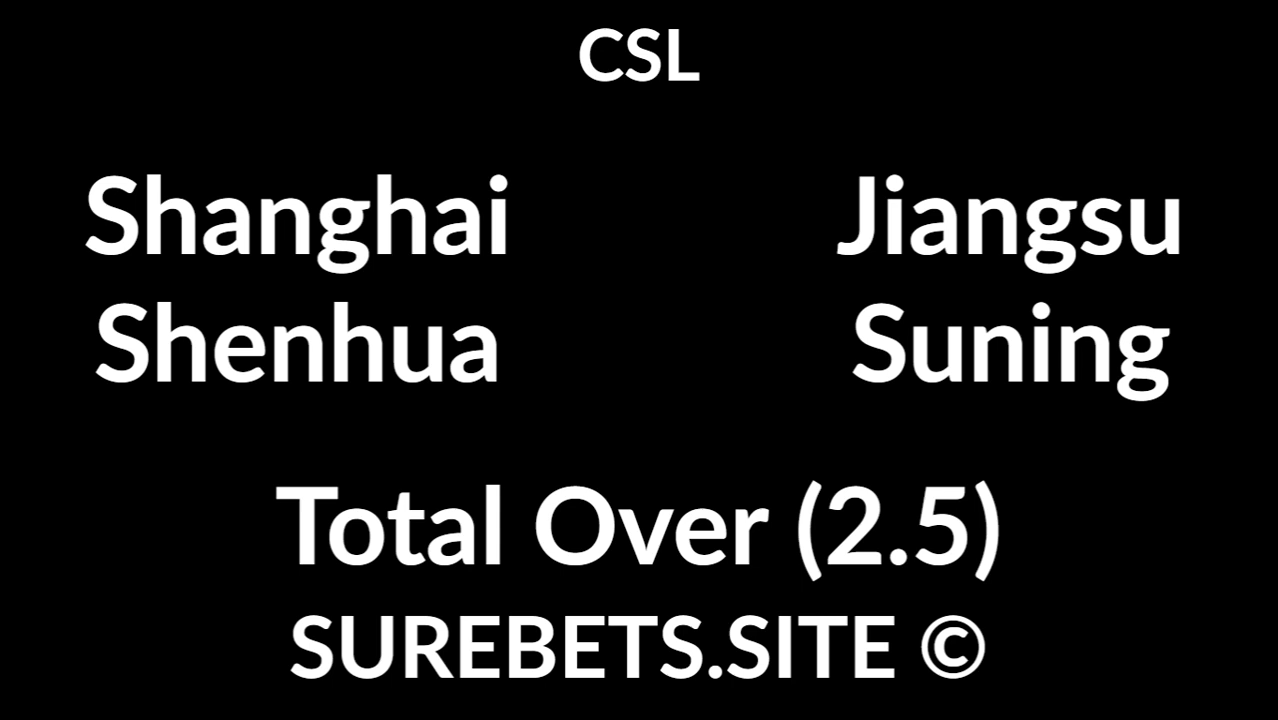 CSL
Shanghai Jiangsu
Shenhua Suning
Total Over (2.5)
SUREBETS.SITE ©